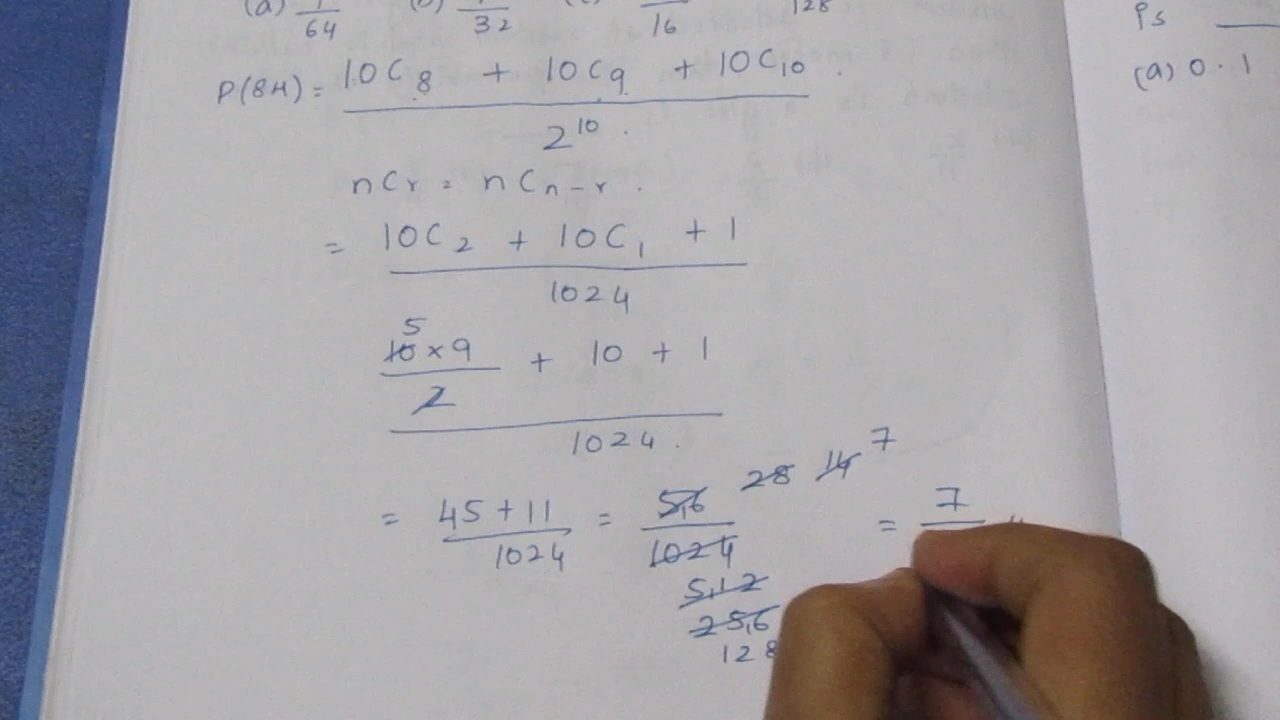 (a) 1/64 (b) 1/32 (c) /16 128
P(8H) = 10C8 + 10C9 + 10C10 .
2^10 .
nCr = nCn-r .
= 10C2 + 10C1 + 1
1024
5
10 × 9 + 10 + 1
2
1024 .
= 45 + 11 = 56 28 14 7 = 7
1024 1024
512
256
128
Ps
(a) 0.1